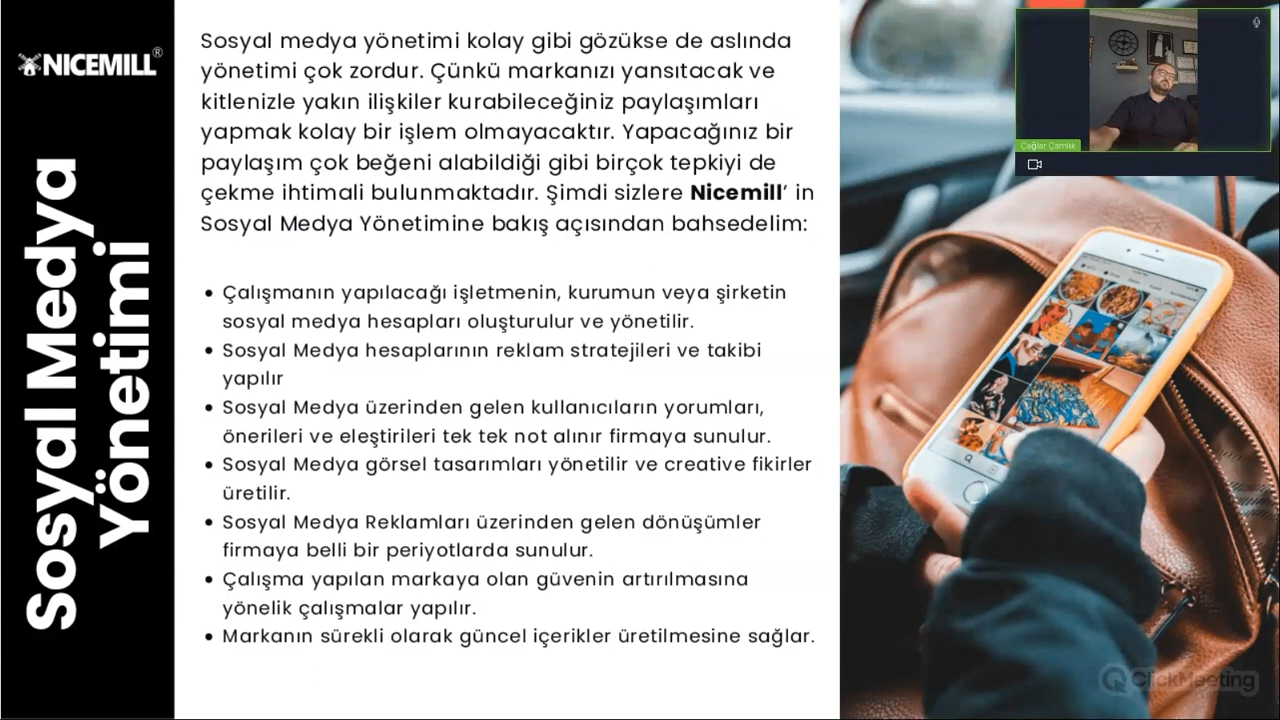 NICEMILL®
Sosyal Medya
Yönetimi
Sosyal medya yönetimi kolay gibi gözükse de aslında
yönetimi çok zordur. Çünkü markanızı yansıtacak ve
kitlenizle yakın ilişkiler kurabileceğiniz paylaşımları
yapmak kolay bir işlem olmayacaktır. Yapacağınız bir
paylaşım çok beğeni alabildiği gibi birçok tepkiyi de
çekme ihtimali bulunmaktadır. Şimdi sizlere Nicemill’ in
Sosyal Medya Yönetimine bakış açısından bahsedelim:
• Çalışmanın yapılacağı işletmenin, kurumun veya şirketin
sosyal medya hesapları oluşturulur ve yönetilir.
• Sosyal Medya hesaplarının reklam stratejileri ve takibi
yapılır
• Sosyal Medya üzerinden gelen kullanıcıların yorumları,
önerileri ve eleştirileri tek tek not alınır firmaya sunulur.
• Sosyal Medya görsel tasarımları yönetilir ve creative fikirler
üretilir.
• Sosyal Medya Reklamları üzerinden gelen dönüşümler
firmaya belli bir periyotlarda sunulur.
• Çalışma yapılan markaya olan güvenin artırılmasına
yönelik çalışmalar yapılır.
• Markanın sürekli olarak güncel içerikler üretilmesine sağlar.
Çağlar Çamlık
ClickMeeting